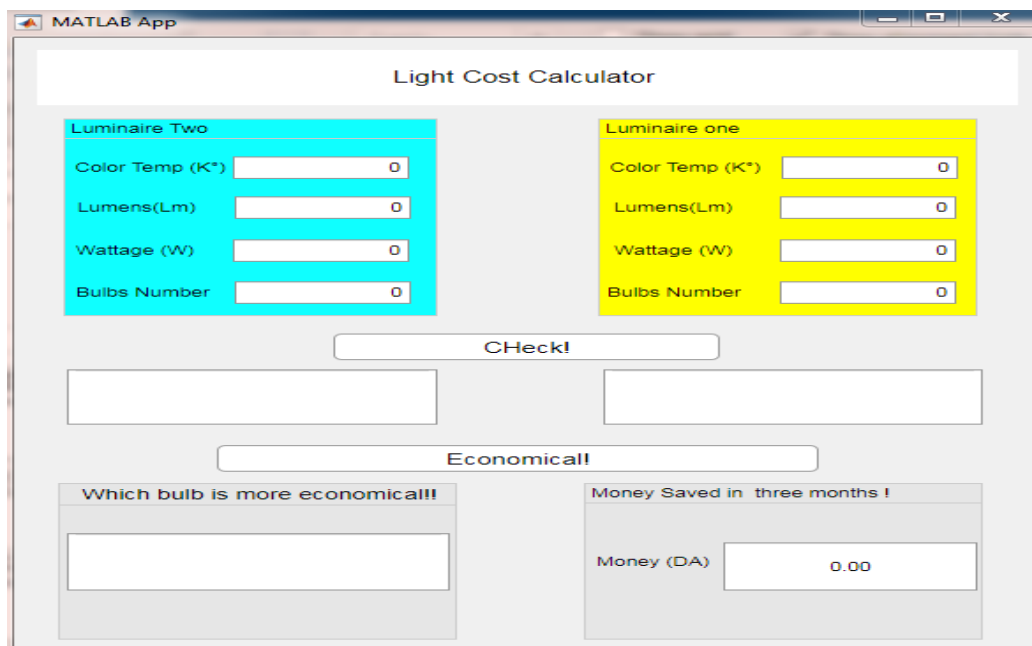 MATLAB App
Light Cost Calculator
Luminaire Two
Color Temp (K°) 0
Lumens(Lm) 0
Wattage (W) 0
Bulbs Number 0
Luminaire one
Color Temp (K°) 0
Lumens(Lm) 0
Wattage (W) 0
Bulbs Number 0
CHeck!
Economical!
Which bulb is more economical!!
Money Saved in three months !
Money (DA) 0.00